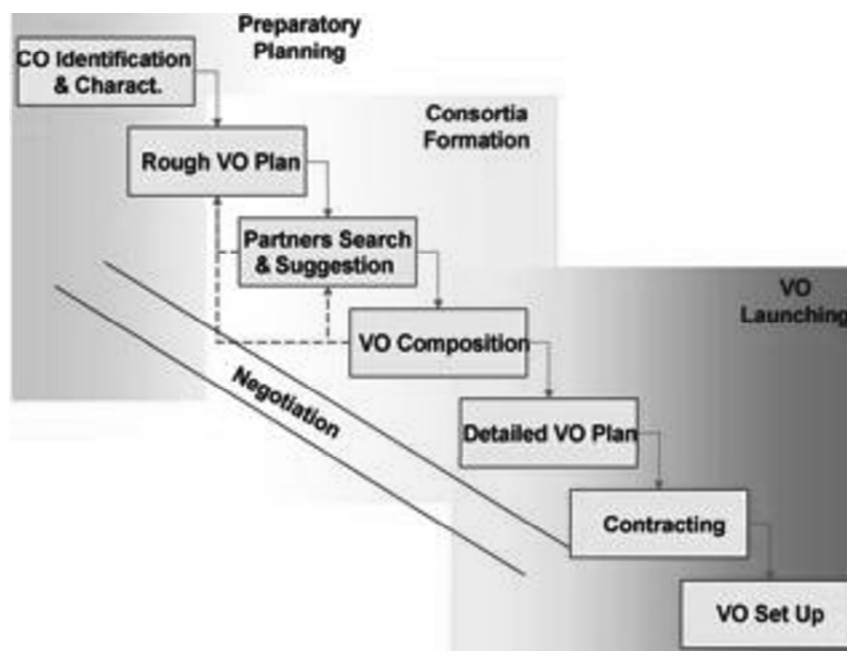 Preparatory
Planning
CO Identification
& Charact.
Consortia
Formation
Rough VO Plan
Partners Search
& Suggestion
VO
Launching
VO Composition
Negotiation
Detailed VO Plan
Contracting
VO Set Up